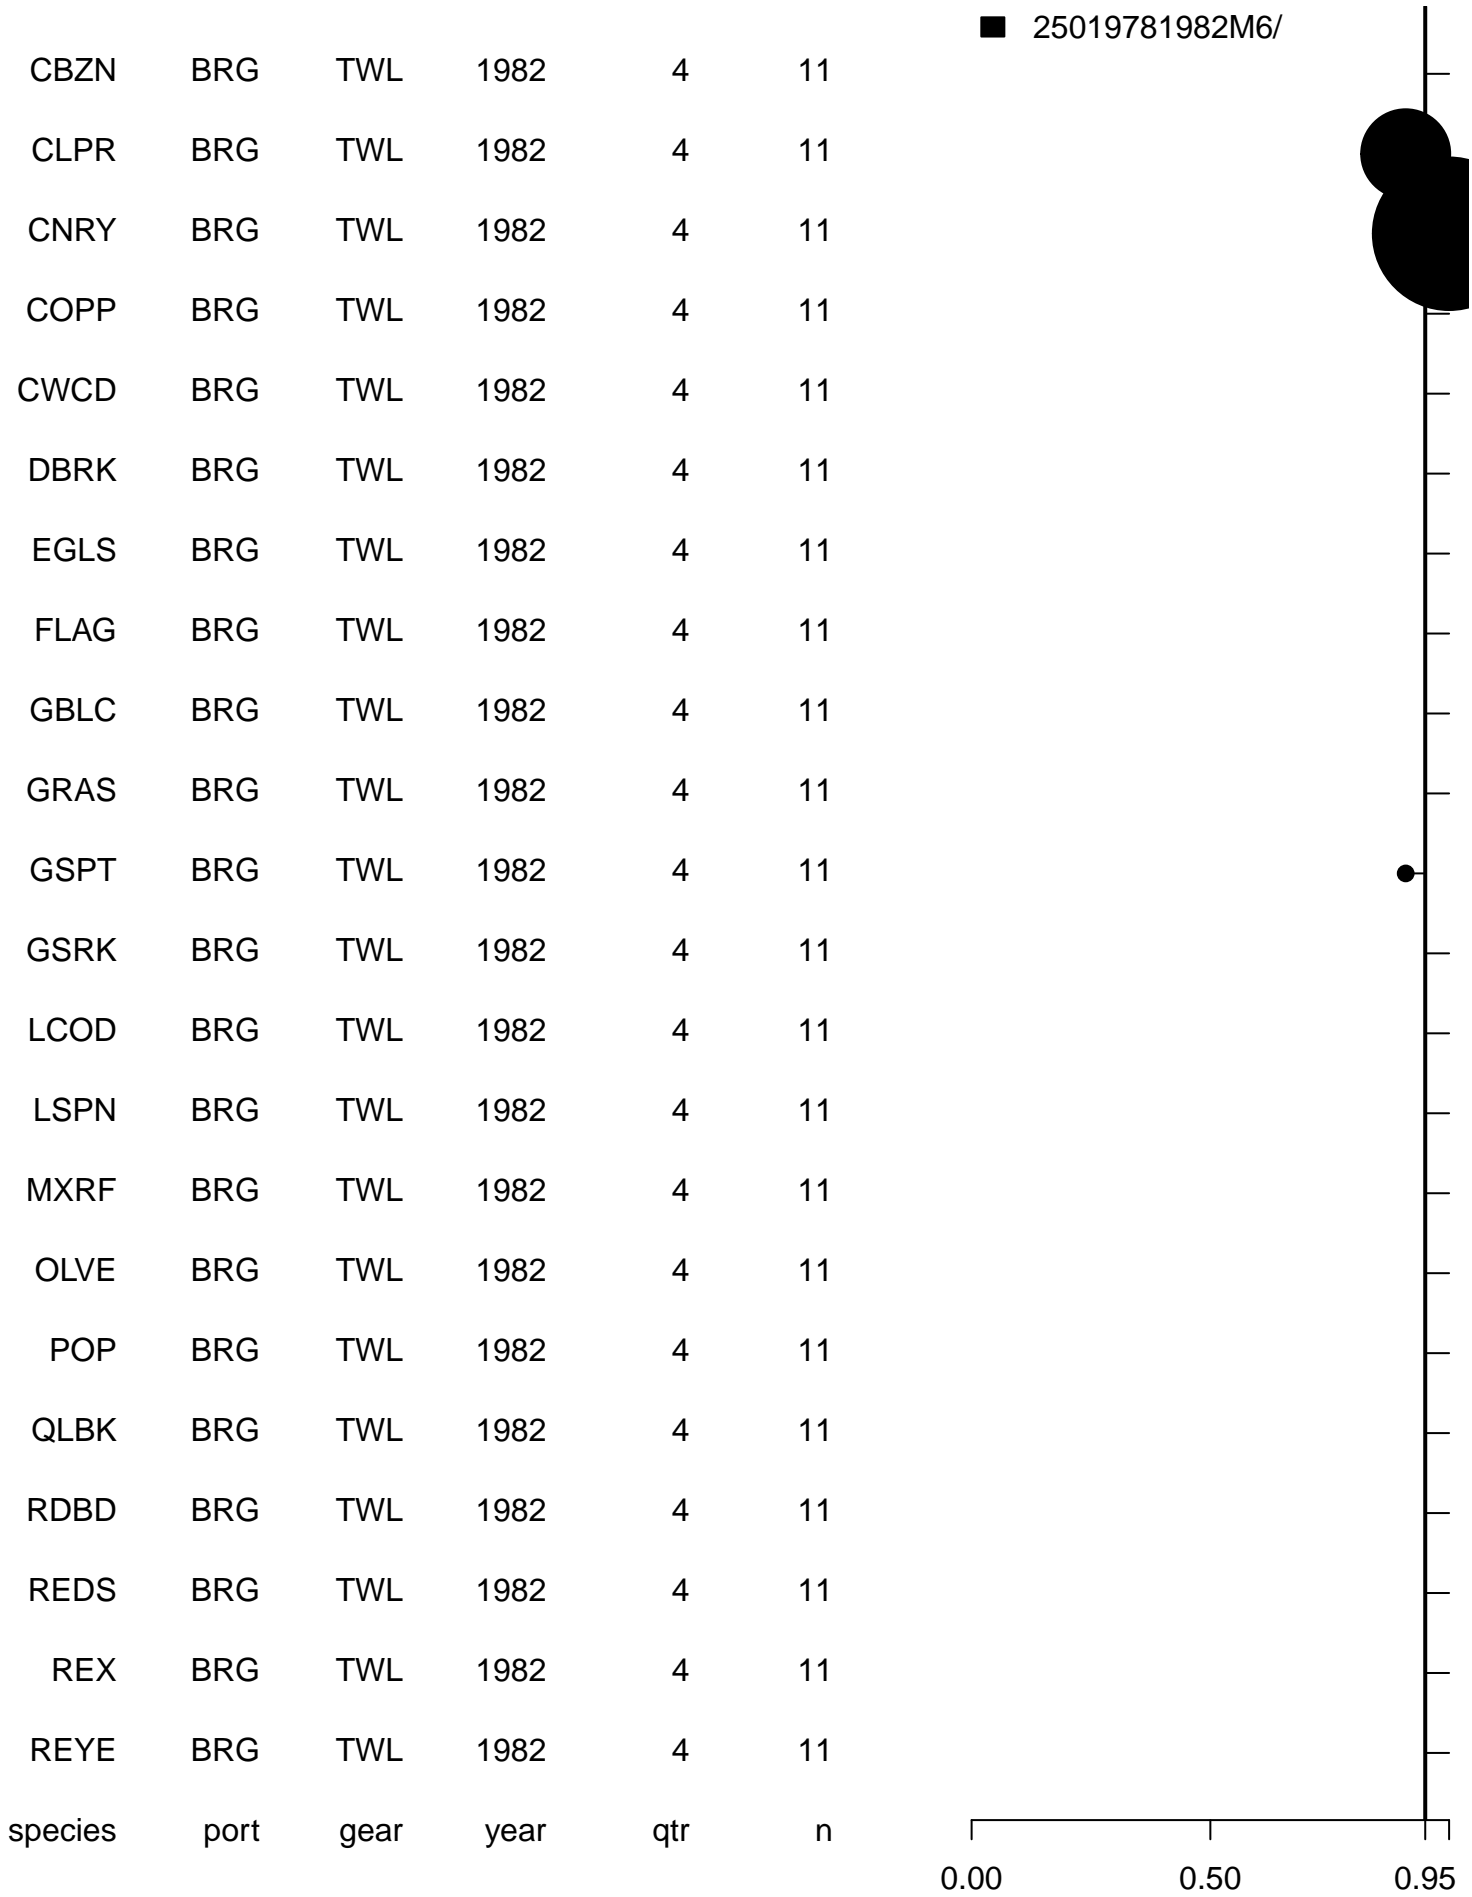 25019781982M6/
CBZN BRG TWL 1982 4 11
CLPR BRG TWL 1982 4 11
CNRY BRG TWL 1982 4 11
COPP BRG TWL 1982 4 11
CWCD BRG TWL 1982 4 11
DBRK BRG TWL 1982 4 11
EGLS BRG TWL 1982 4 11
FLAG BRG TWL 1982 4 11
GBLC BRG TWL 1982 4 11
GRAS BRG TWL 1982 4 11
GSPT BRG TWL 1982 4 11
GSRK BRG TWL 1982 4 11
LCOD BRG TWL 1982 4 11
LSPN BRG TWL 1982 4 11
MXRF BRG TWL 1982 4 11
OLVE BRG TWL 1982 4 11
POP BRG TWL 1982 4 11
QLBK BRG TWL 1982 4 11
RDBD BRG TWL 1982 4 11
REDS BRG TWL 1982 4 11
REX BRG TWL 1982 4 11
REYE BRG TWL 1982 4 11
species port gear year qtr n
0.00 0.50 0.95